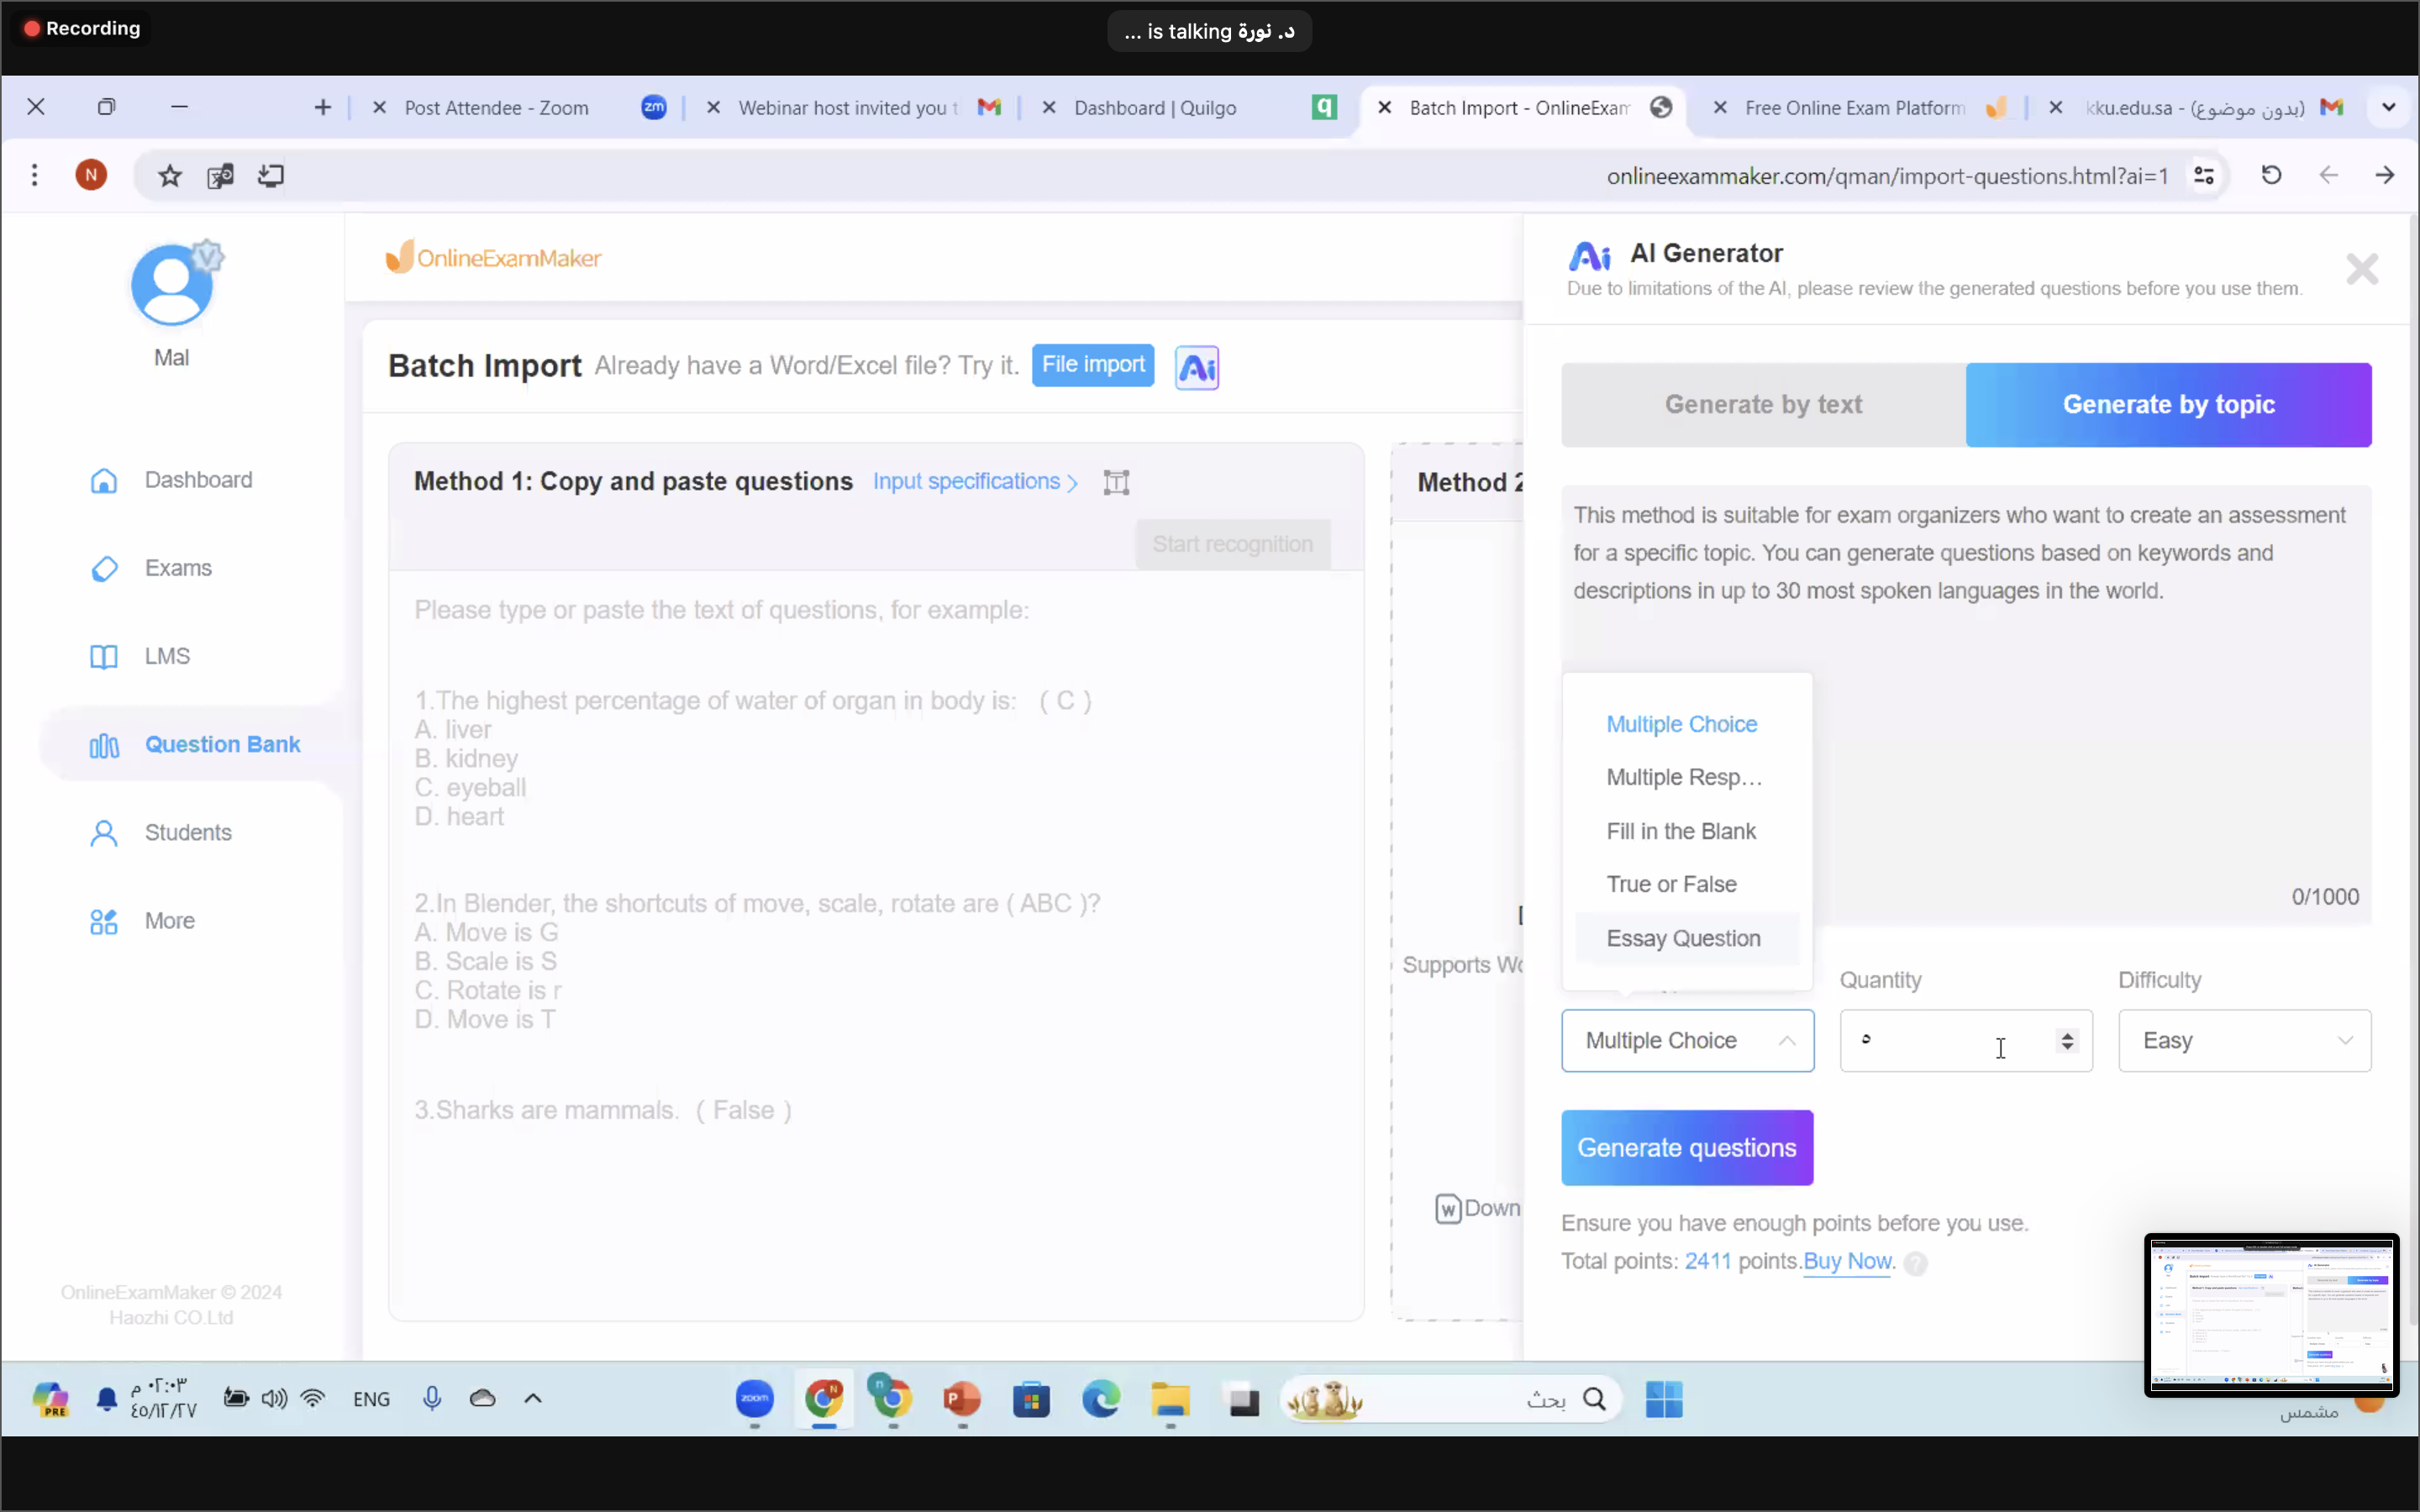 Recording
... is talking د. نورة
Post Attendee - Zoom
Webinar host invited you t
Dashboard | Quilgo
Batch Import - OnlineExam
Free Online Exam Platform
kku.edu.sa - (بدون موضوع)
N
onlineexammaker.com/qman/import-questions.html?ai=1
Mal
Dashboard
Exams
LMS
Question Bank
Students
More
OnlineExamMaker © 2024
Haozhi CO.Ltd
OnlineExamMaker
Batch Import Already have a Word/Excel file? Try it. File import Ai
Method 1: Copy and paste questions Input specifications >
Start recognition
Please type or paste the text of questions, for example:
1.The highest percentage of water of organ in body is: ( C )
A. liver
B. kidney
C. eyeball
D. heart
2.In Blender, the shortcuts of move, scale, rotate are ( ABC )?
A. Move is G
B. Scale is S
C. Rotate is r
D. Move is T
3.Sharks are mammals. ( False )
Method 2
Supports Wo
Down
Ai AI Generator
Due to limitations of the AI, please review the generated questions before you use them.
Generate by text
Generate by topic
This method is suitable for exam organizers who want to create an assessment
for a specific topic. You can generate questions based on keywords and
descriptions in up to 30 most spoken languages in the world.
0/1000
Multiple Choice
Multiple Resp...
Fill in the Blank
True or False
Essay Question
Quantity
Difficulty
Multiple Choice
٥
Easy
Generate questions
Ensure you have enough points before you use.
Total points: 2411 points.Buy Now. ?
PRE
٠٢:٠٣ م
٤٥/١٢/٢٧
ENG
zoom
بحث
مشمس